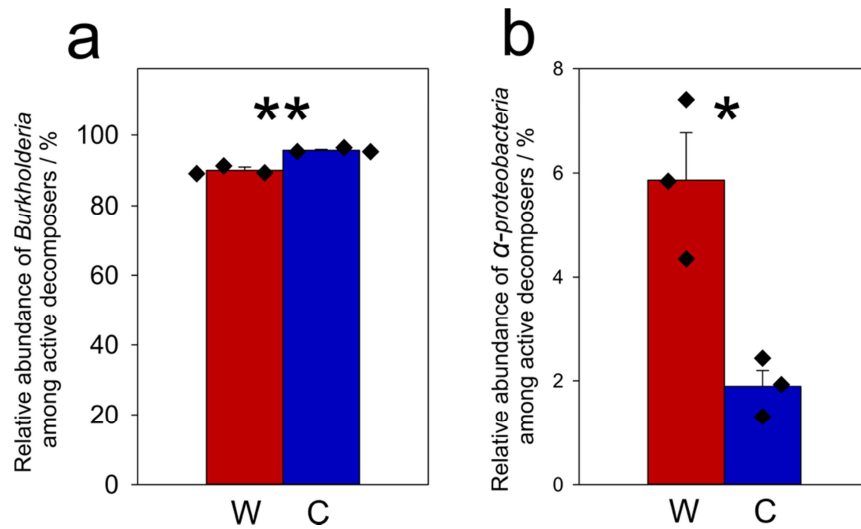 a
Relative abundance of Burkholderia
among active decomposers / %
100
80
60
40
20
0
**
W C
b
Relative abundance of α-proteobacteria
among active decomposers / %
8
6
4
2
0
*
W C